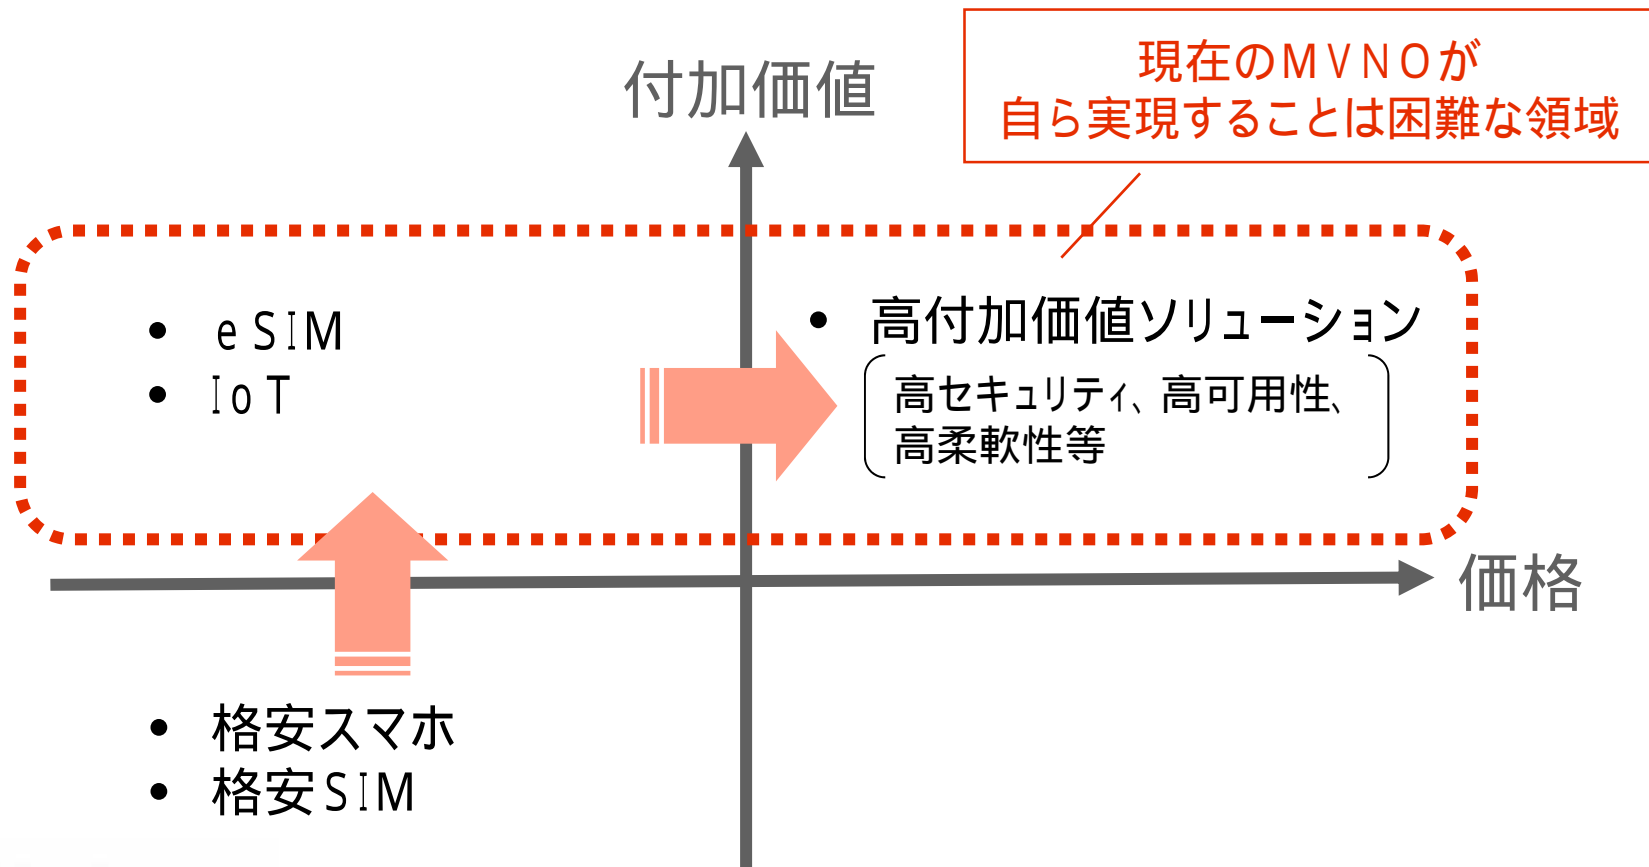 現在のMVNOが
自ら実現することは困難な領域
付加価値
• eSIM
• IoT
• 高付加価値ソリューション
高セキュリティ、高可用性、
高柔軟性等
価格
• 格安スマホ
• 格安SIM